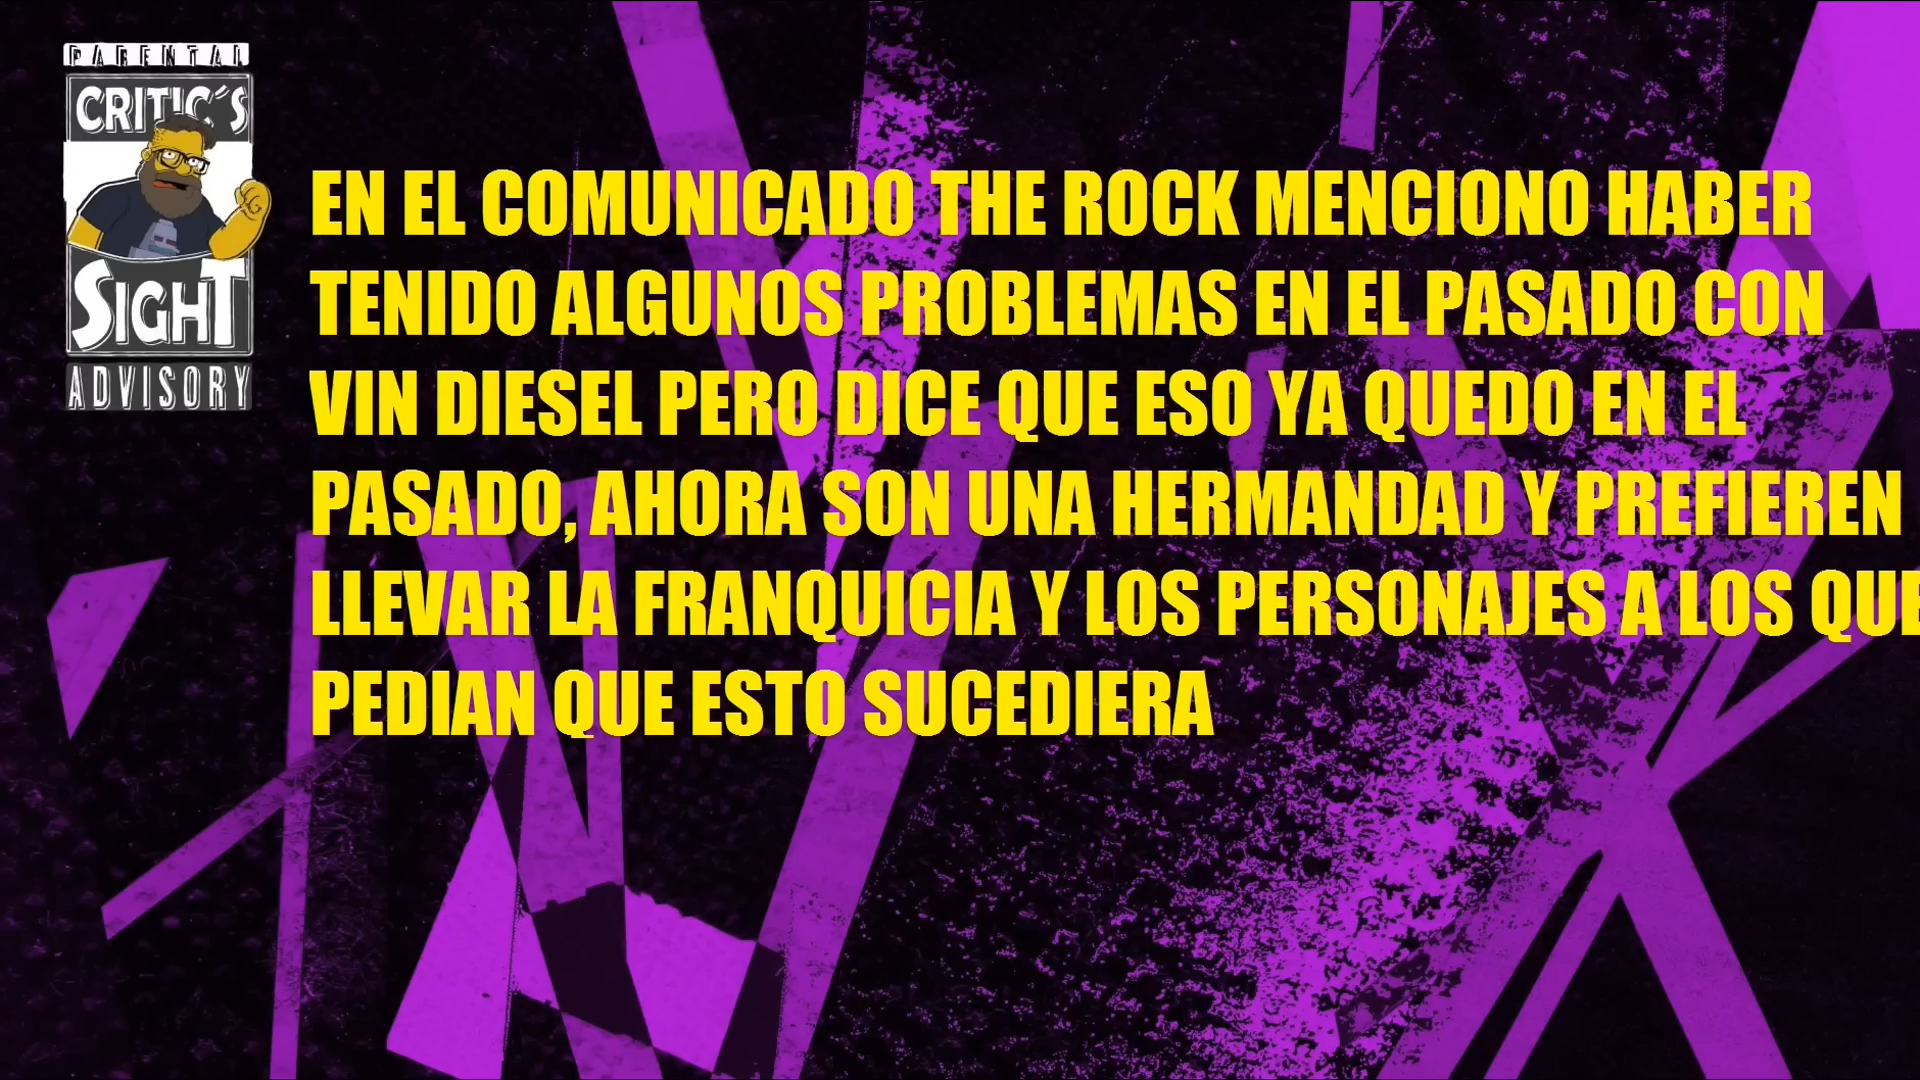 PARENTAL
CRITIC´S
SIGHT
ADVISORY
EN EL COMUNICADO THE ROCK MENCIONO HABER
TENIDO ALGUNOS PROBLEMAS EN EL PASADO CON
VIN DIESEL PERO DICE QUE ESO YA QUEDO EN EL
PASADO, AHORA SON UNA HERMANDAD Y PREFIEREN
LLEVAR LA FRANQUICIA Y LOS PERSONAJES A LOS QUE
PEDIAN QUE ESTO SUCEDIERA